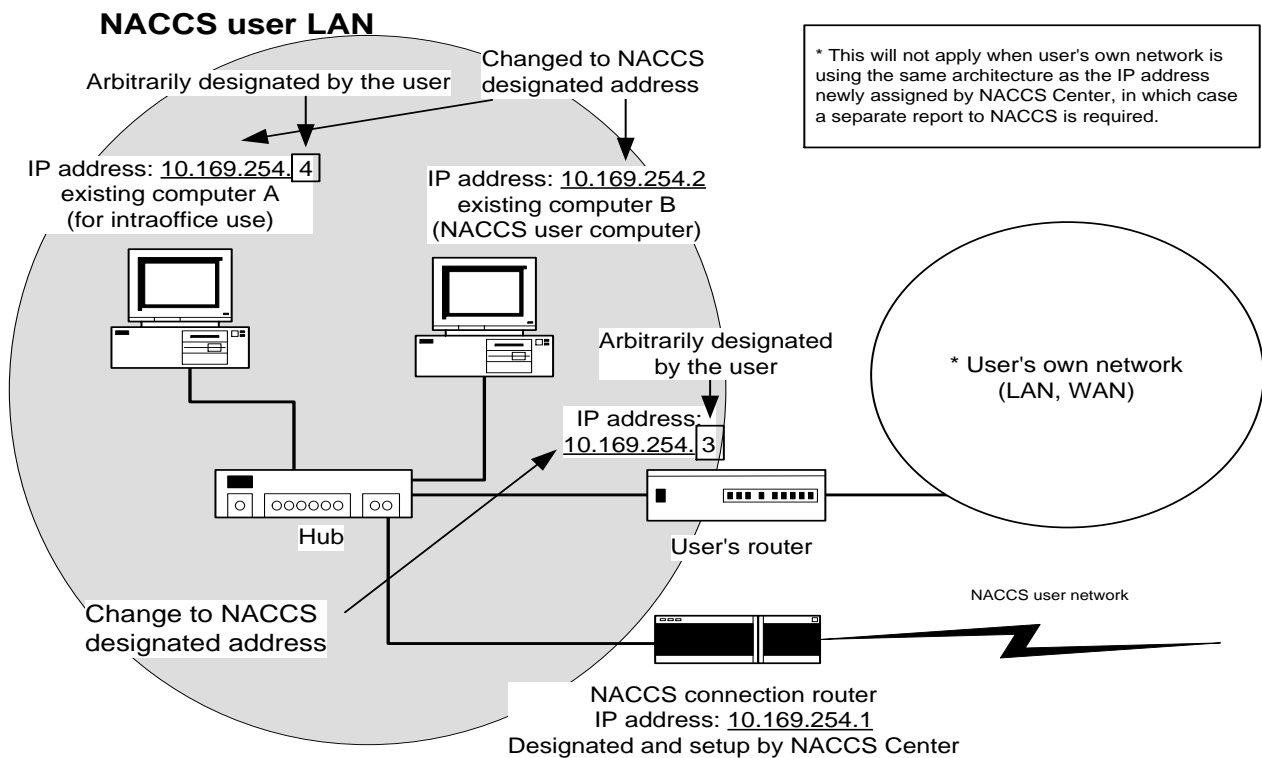 NACCS user LAN
Arbitrarily designated by the user
Changed to NACCS
designated address
* This will not apply when user's own network is
using the same architecture as the IP address
newly assigned by NACCS Center, in which case
a separate report to NACCS is required.
IP address: 10.169.254.4
existing computer A
(for intraoffice use)
IP address: 10.169.254.2
existing computer B
(NACCS user computer)
Arbitrarily designated
by the user
* User's own network
(LAN, WAN)
IP address:
10.169.254.3
Hub
User's router
Change to NACCS
designated address
NACCS user network
NACCS connection router
IP address: 10.169.254.1
Designated and setup by NACCS Center